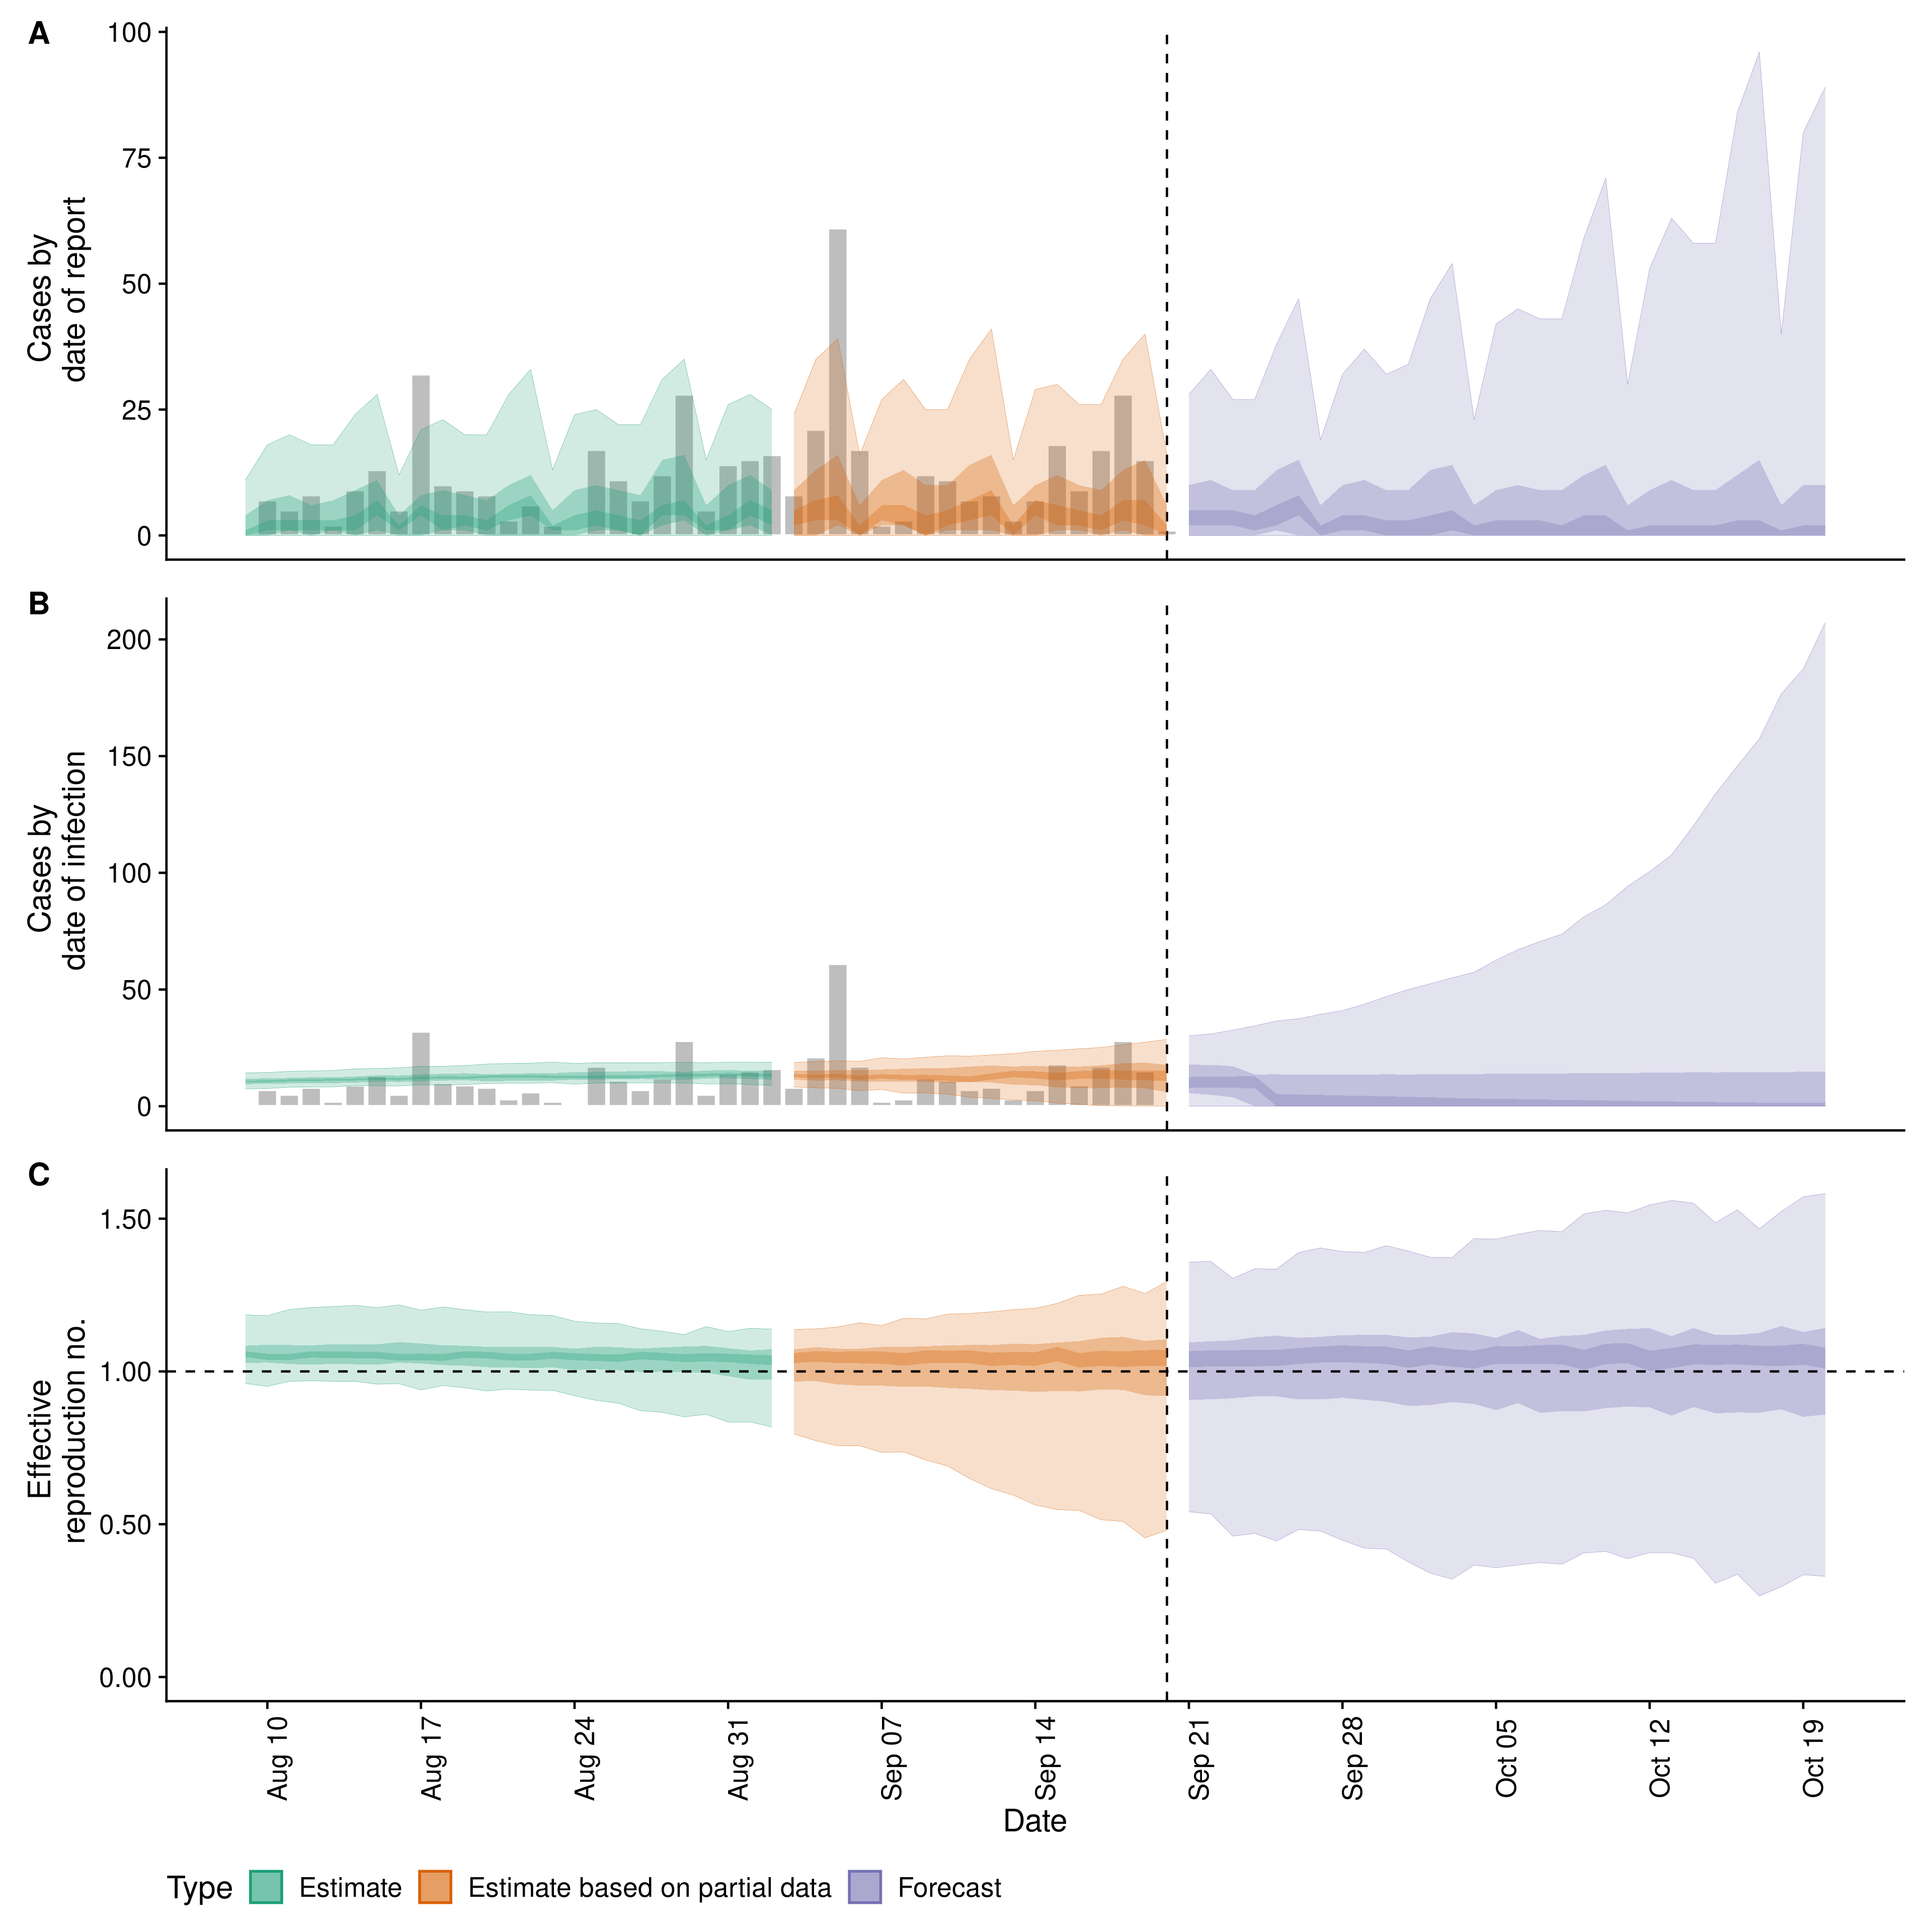 A
100
75
50
25
0
Cases by
date of report
B
200
150
100
50
0
Cases by
date of infection
C
1.50
1.00
0.50
0.00
Effective
reproduction no.
Aug 10
Aug 17
Aug 24
Aug 31
Sep 07
Sep 14
Sep 21
Sep 28
Oct 05
Oct 12
Oct 19
Date
Type Estimate Estimate based on partial data Forecast